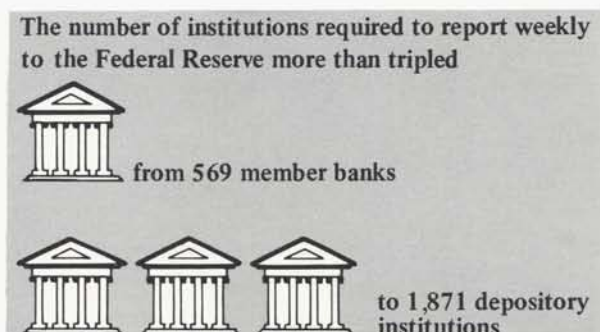 The number of institutions required to report weekly
to the Federal Reserve more than tripled
from 569 member banks
to 1,871 depository
institutions